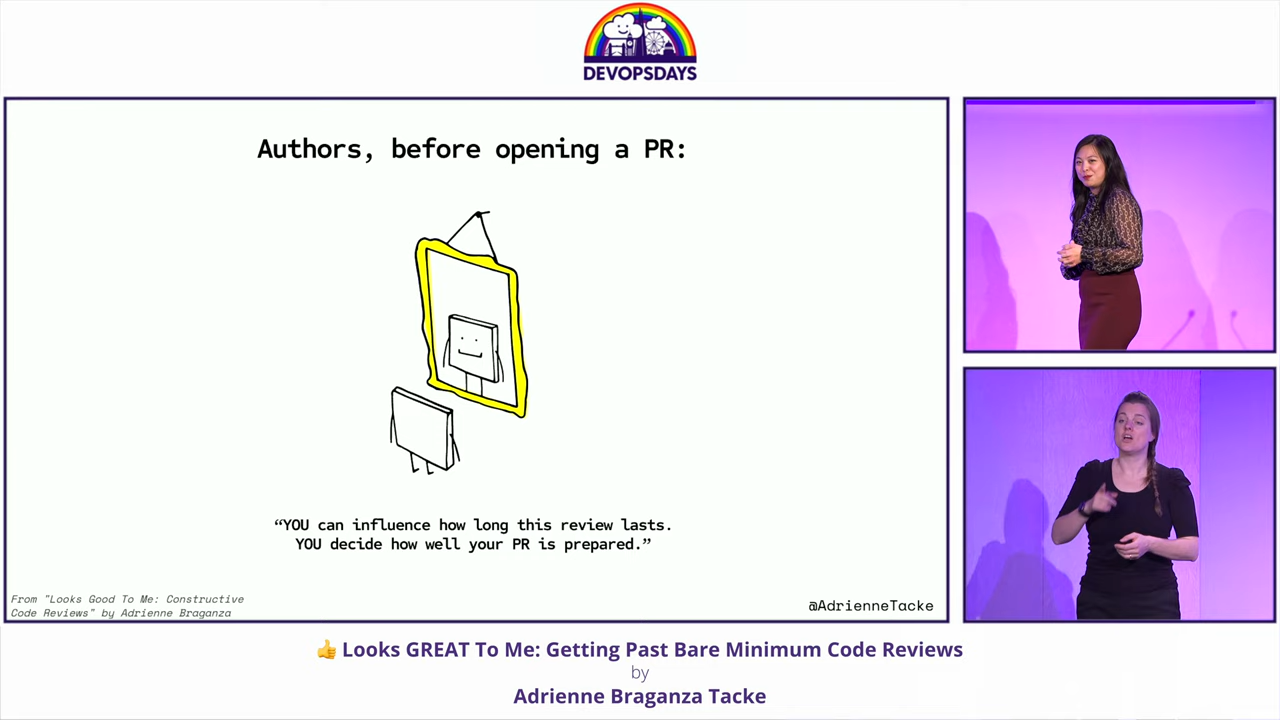 DEVOPSDAYS
Authors, before opening a PR:
“YOU can influence how long this review lasts.
YOU decide how well your PR is prepared.”
From "Looks Good To Me: Constructive
Code Reviews" by Adrienne Braganza
@AdrienneTacke
👍 Looks GREAT To Me: Getting Past Bare Minimum Code Reviews
by
Adrienne Braganza Tacke